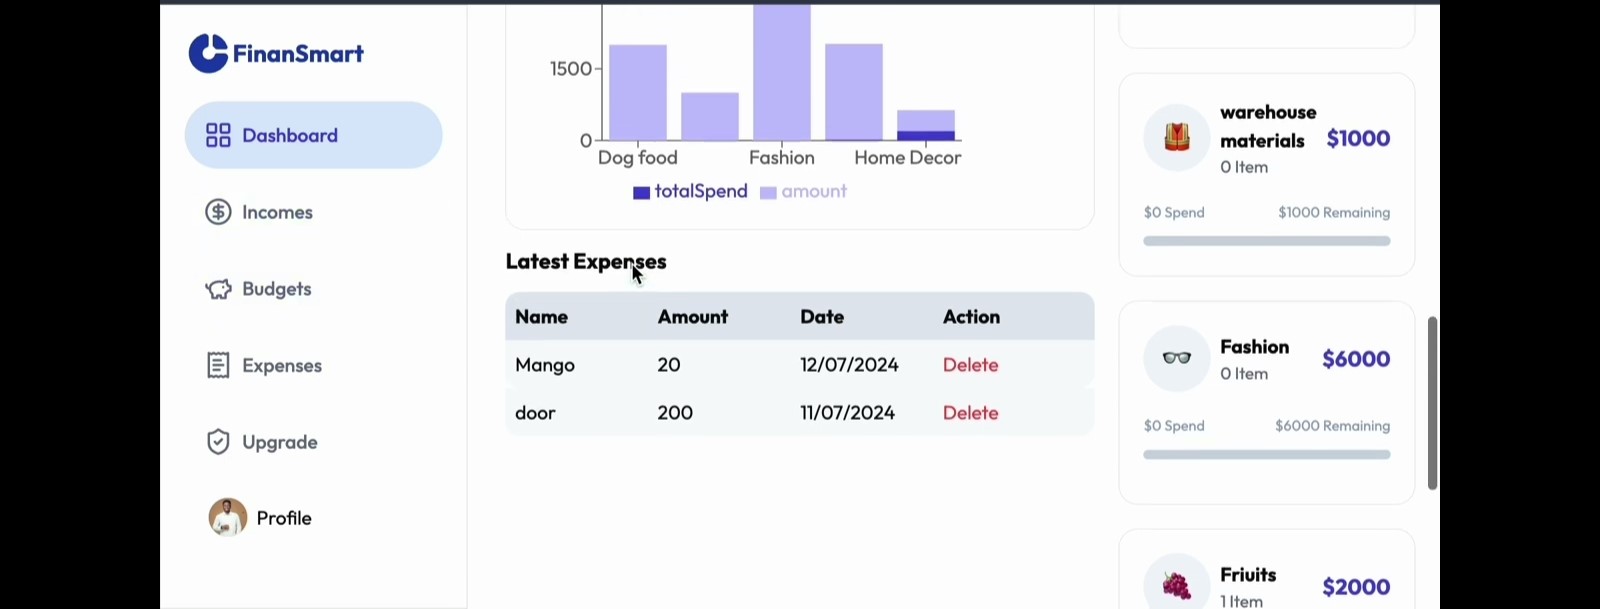 FinanSmart
Dashboard
Incomes
Budgets
Expenses
Upgrade
Profile
1500
0
Dog food Fashion Home Decor
totalSpend amount
Latest Expenses
Name Amount Date Action
Mango 20 12/07/2024 Delete
door 200 11/07/2024 Delete
warehouse
materials $1000
0 Item
$0 Spend $1000 Remaining
Fashion $6000
0 Item
$0 Spend $6000 Remaining
Friuits $2000
1 Item